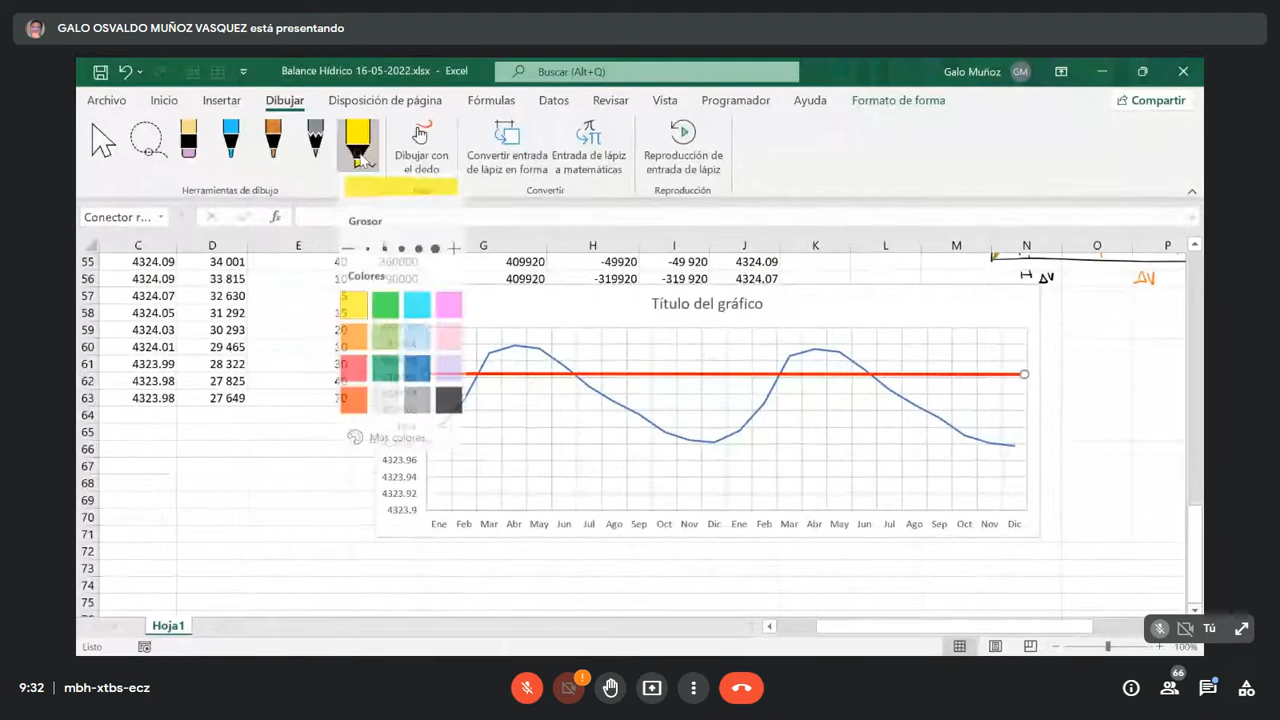 GALO OSVALDO MUÑOZ VASQUEZ está presentando
Balance Hídrico 16-05-2022.xlsx - Excel
Buscar (Alt+Q)
Galo Muñoz GM
Archivo Inicio Insertar Dibujar Disposición de página Fórmulas Datos Revisar Vista Programador Ayuda Formato de forma Compartir
Dibujar con el dedo
Convertir entrada de lápiz en forma
Entrada de lápiz a matemáticas
Reproducción de entrada de lápiz
Herramientas de dibujo Convertir Reproducción
Conector r... fx
Grosor
Colores
Más colores...
C D E G H I J K L M N O P
55 4324.09 34 001 40 360000 409920 -49920 -49 920 4324.09
56 4324.09 33 815 409920 -319920 -319 920 4324.07
57 4324.07 32 630
58 4324.05 31 292
59 4324.03 30 293
60 4324.01 29 465
61 4323.99 28 322
62 4323.98 27 825
63 4323.98 27 649
64
65
66
67
68
69
70
71
72
73
74
75
H ΔV ΔV
Título del gráfico
4323.96
4323.94
4323.92
4323.9
Ene Feb Mar Abr May Jun Jul Ago Sep Oct Nov Dic Ene Feb Mar Abr May Jun Jul Ago Sep Oct Nov Dic
Hoja1
Listo
100%
Tú
9:32 mbh-xtbs-ecz
66